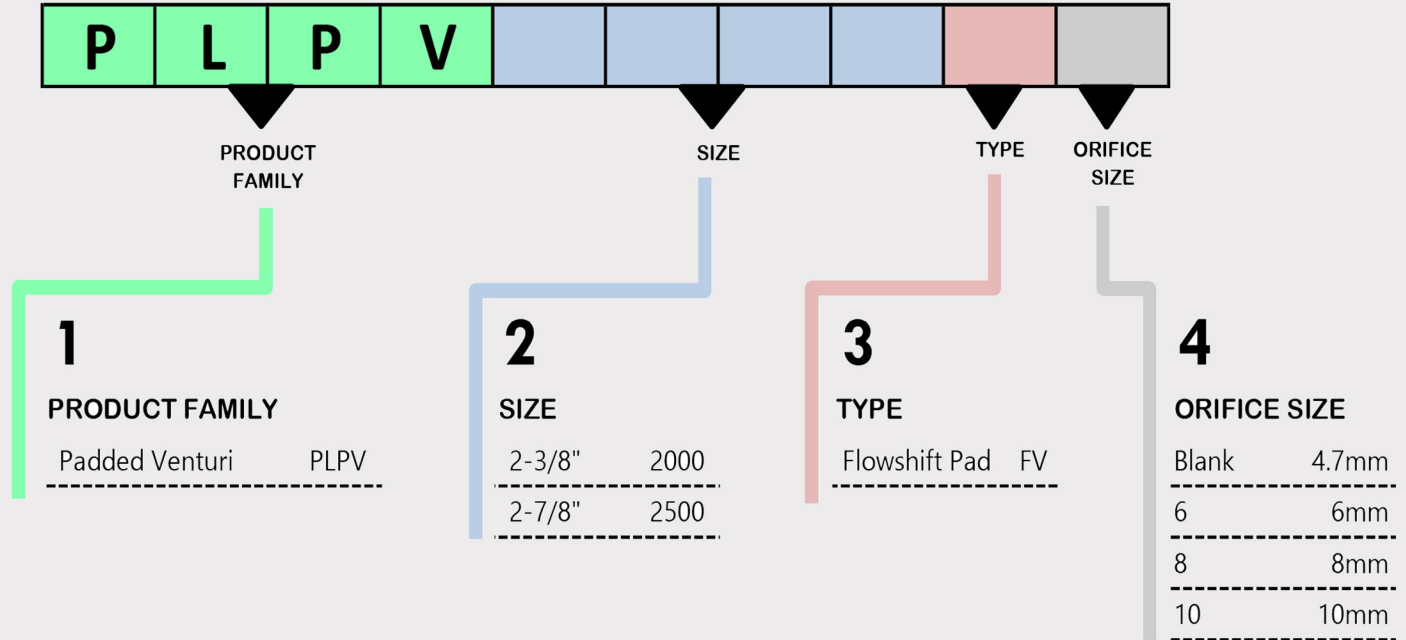 P L P V
PRODUCT
FAMILY
SIZE
TYPE
ORIFICE
SIZE
1
PRODUCT FAMILY
Padded Venturi PLPV
2
SIZE
2-3/8" 2000
2-7/8" 2500
3
TYPE
Flowshift Pad FV
4
ORIFICE SIZE
Blank 4.7mm
6 6mm
8 8mm
10 10mm